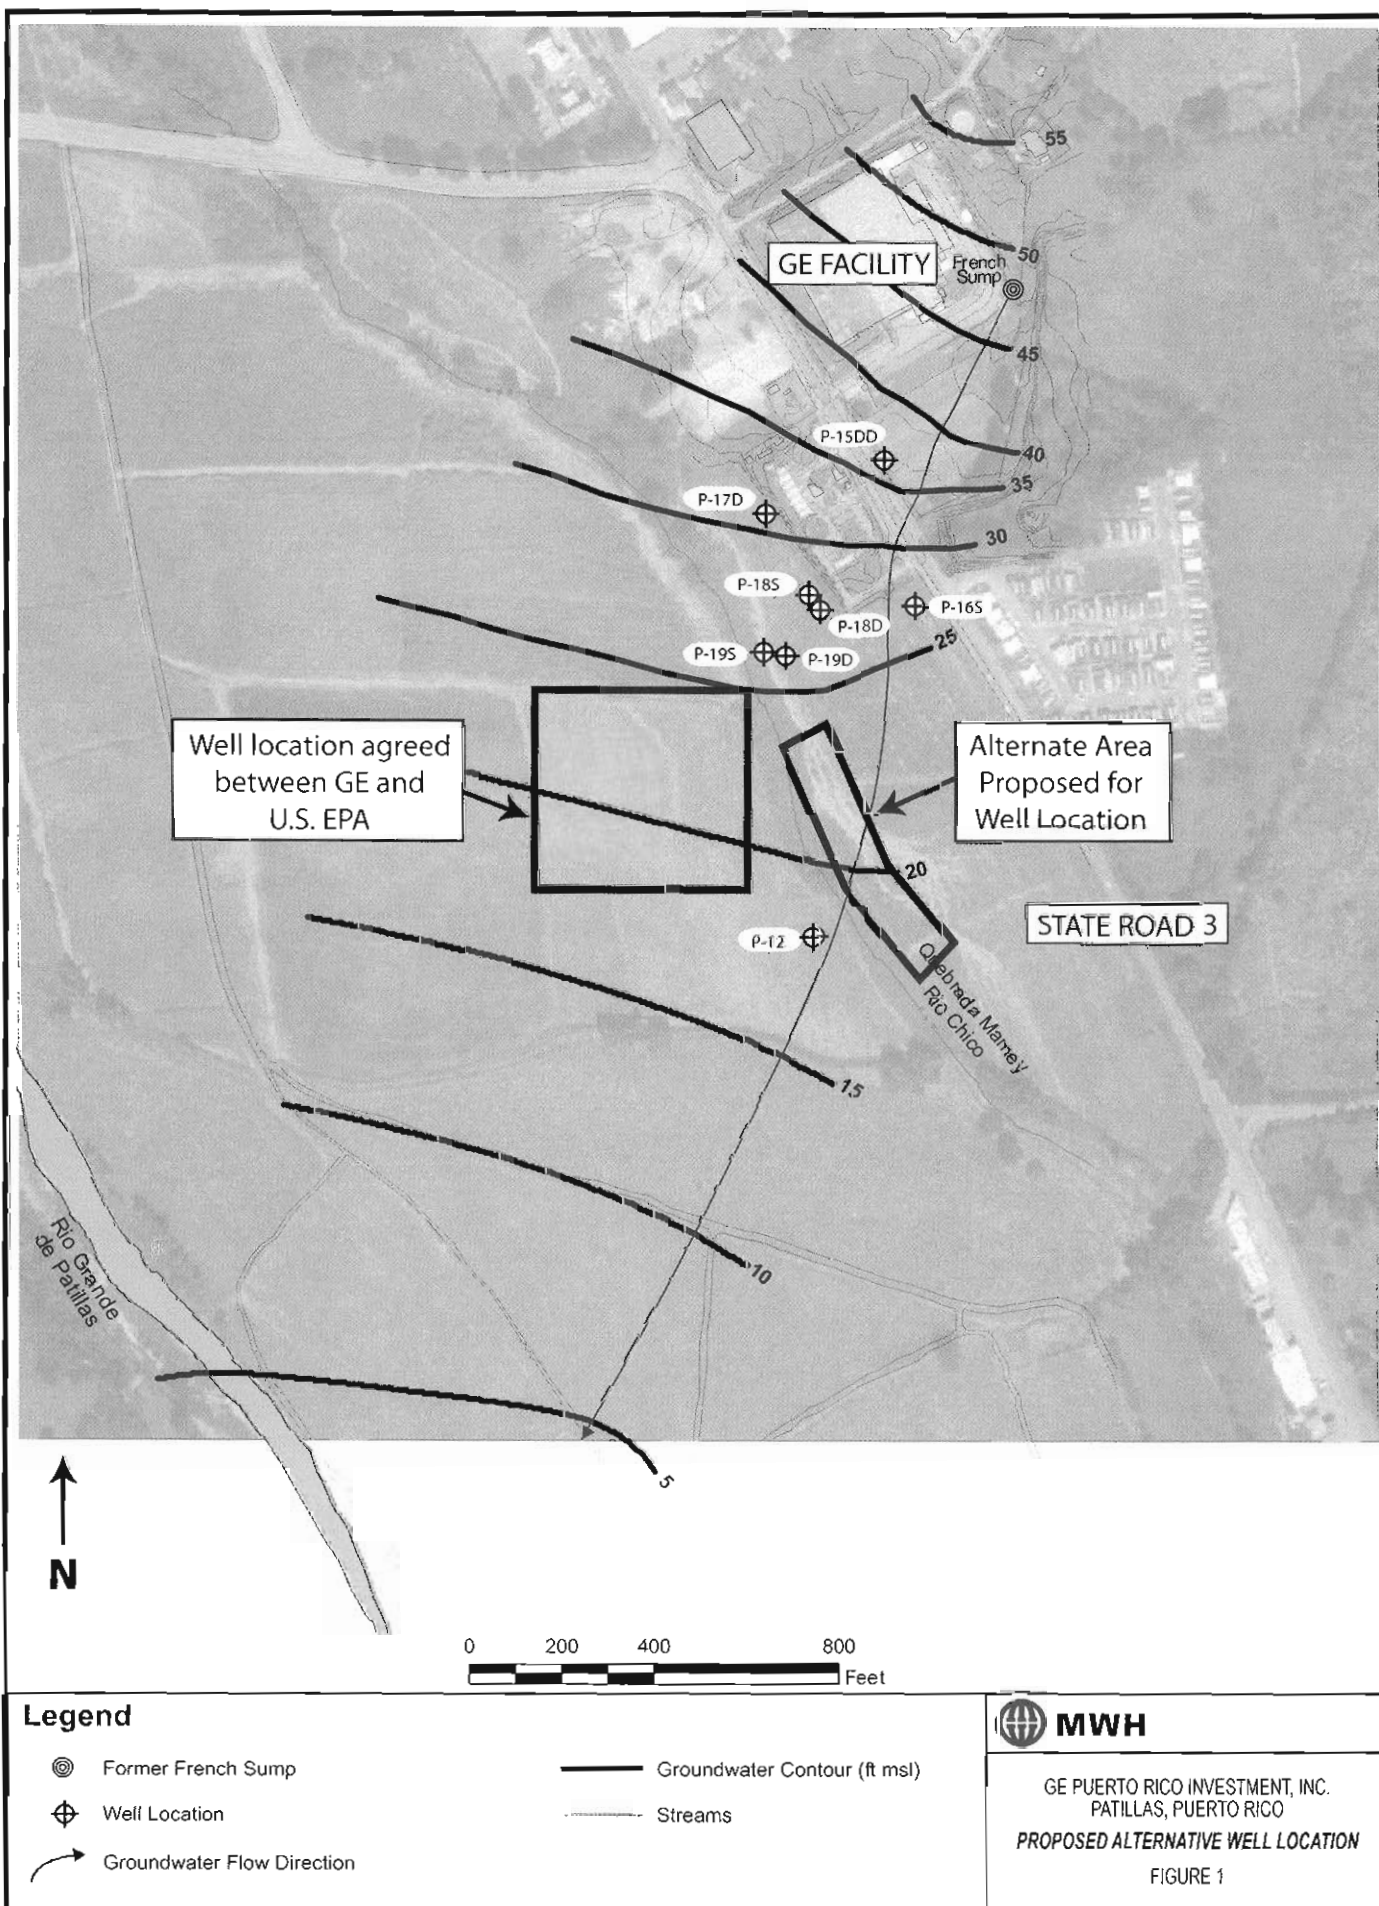 55
GE FACILITY
French
Sump
50
45
P-15DD
40
35
P-17D
30
P-18S
P-18D
P-16S
P-19S
P-19D
25
Well location agreed
between GE and
U.S. EPA
Alternate Area
Proposed for
Well Location
20
STATE ROAD 3
P-12
Quebrada Mamey
Rio Chico
15
10
Rio Grande
de Patillas
5
N
0 200 400 800
Feet
Legend
Former French Sump
Well Location
Groundwater Flow Direction
Groundwater Contour (ft msl)
Streams
MWH
GE PUERTO RICO INVESTMENT, INC.
PATILLAS, PUERTO RICO
PROPOSED ALTERNATIVE WELL LOCATION
FIGURE 1